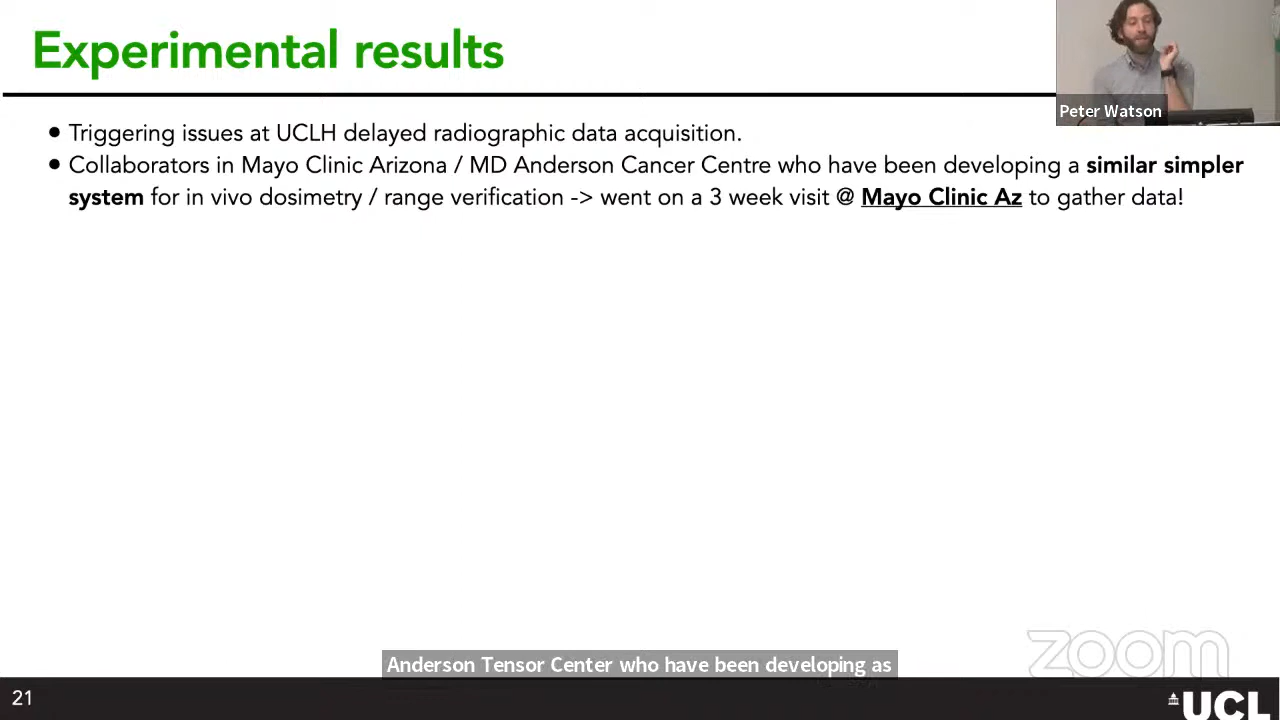 Experimental results
Peter Watson
• Triggering issues at UCLH delayed radiographic data acquisition.
• Collaborators in Mayo Clinic Arizona / MD Anderson Cancer Centre who have been developing a similar simpler
system for in vivo dosimetry / range verification -> went on a 3 week visit @ Mayo Clinic Az to gather data!
zoom
Anderson Tensor Center who have been developing as
21
UCL